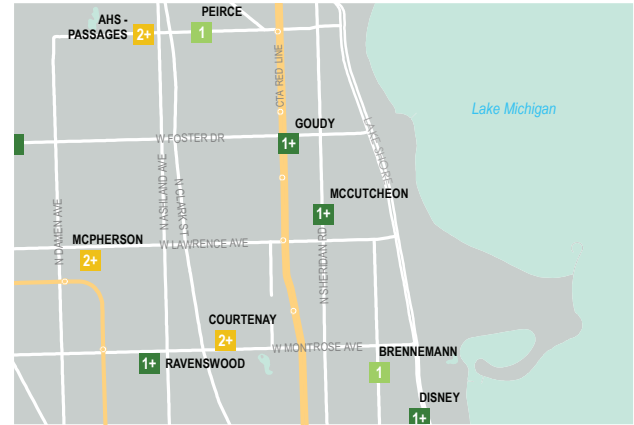 PEIRCE
1
AHS -
PASSAGES
2+
CTA RED LINE
Lake Michigan
GOUDY
1+
W FOSTER DR
LAKE SHORE
N ASHLAND AVE
N CLARK ST
N DAMEN AVE
MCCUTCHEON
1+
N SHERIDAN RD
MCPHERSON
2+
W LAWRENCE AVE
COURTENAY
2+
W MONTROSE AVE
BRENNEMANN
1
1+
RAVENSWOOD
DISNEY
1+